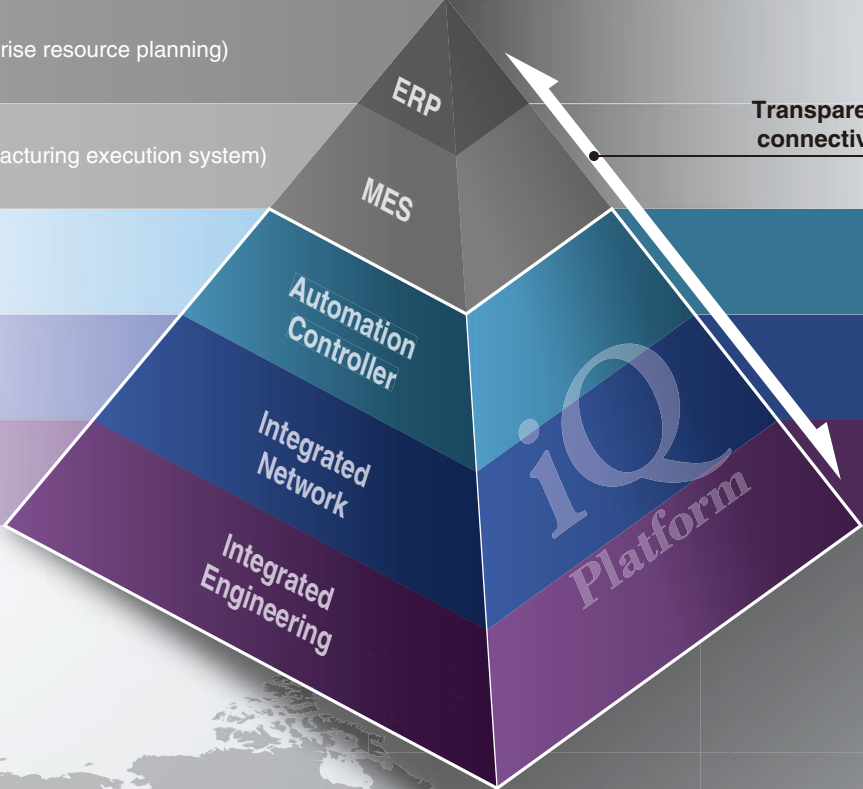 rise resource planning)
ERP
Transpare
connectiv
acturing execution system)
MES
Automation
Controller
Integrated
Network
iQ
Platform
Integrated
Engineering